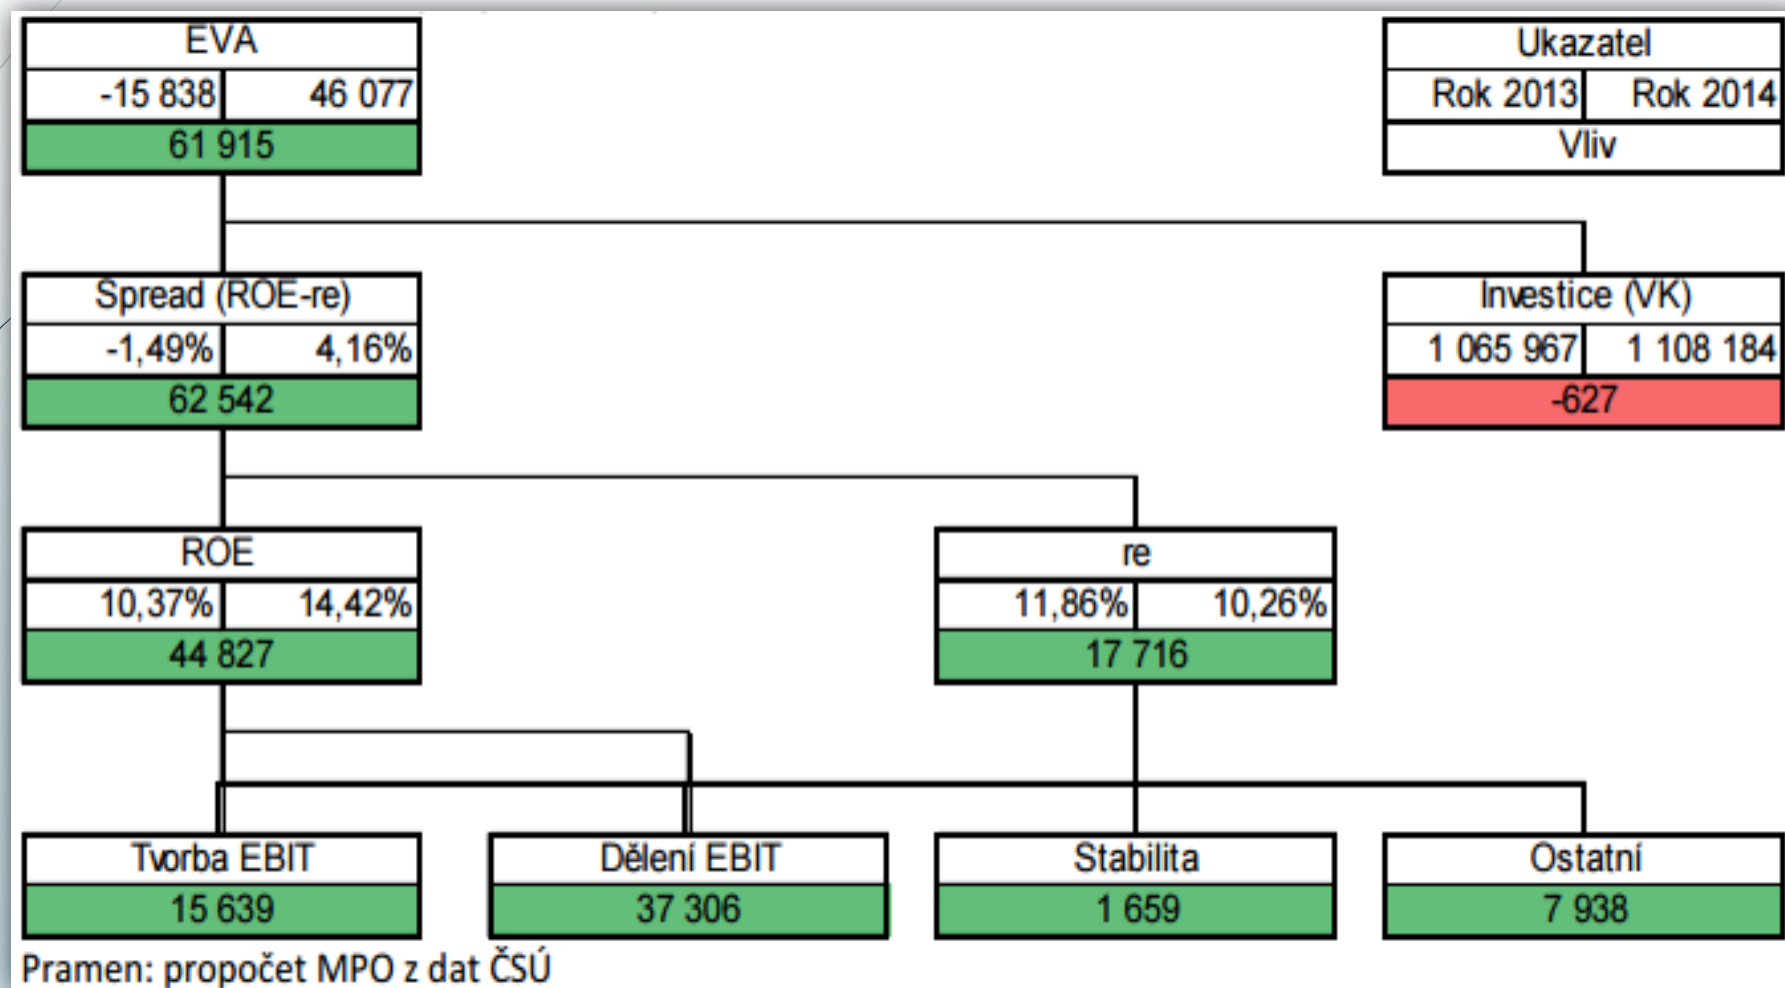 EVA
-15 838 46 077
61 915
Ukazatel
Rok 2013 Rok 2014
Vliv
Spread (ROE-re)
-1,49% 4,16%
62 542
Investice (VK)
1 065 967 1 108 184
-627
ROE
10,37% 14,42%
44 827
re
11,86% 10,26%
17 716
Tvorba EBIT
15 639
Dělení EBIT
37 306
Stabilita
1 659
Ostatní
7 938
Pramen: propočet MPO z dat ČSÚ